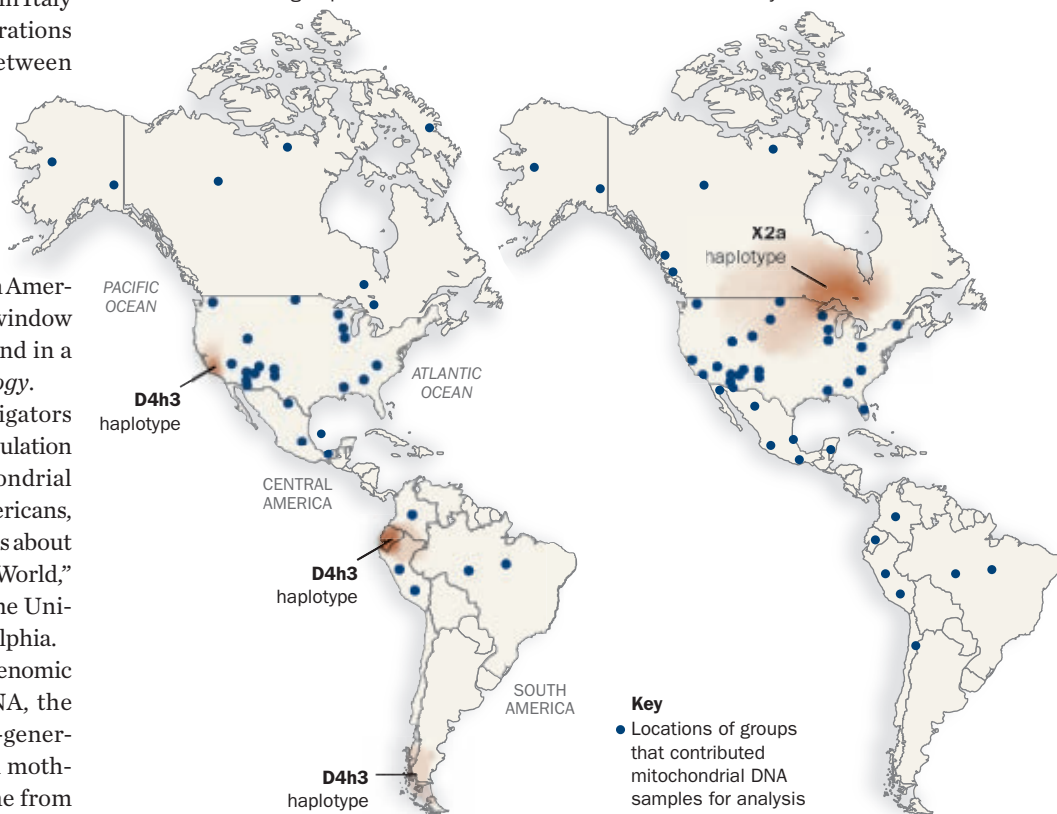 in Italy
rations
etween
n Amer-
window
nd in a
ogy.
igators
ulation
ondrial
ericans,
s about
World,”
ne Uni-
lphia.
enomic
NA, the
-gener-
moth-
ne from
PACIFIC
OCEAN
D4h3
haplotype
ATLANTIC
OCEAN
CENTRAL
AMERICA
D4h3
haplotype
SOUTH
AMERICA
D4h3
haplotype
X2a
haplotype
Key
Locations of groups
that contributed
mitochondrial DNA
samples for analysis